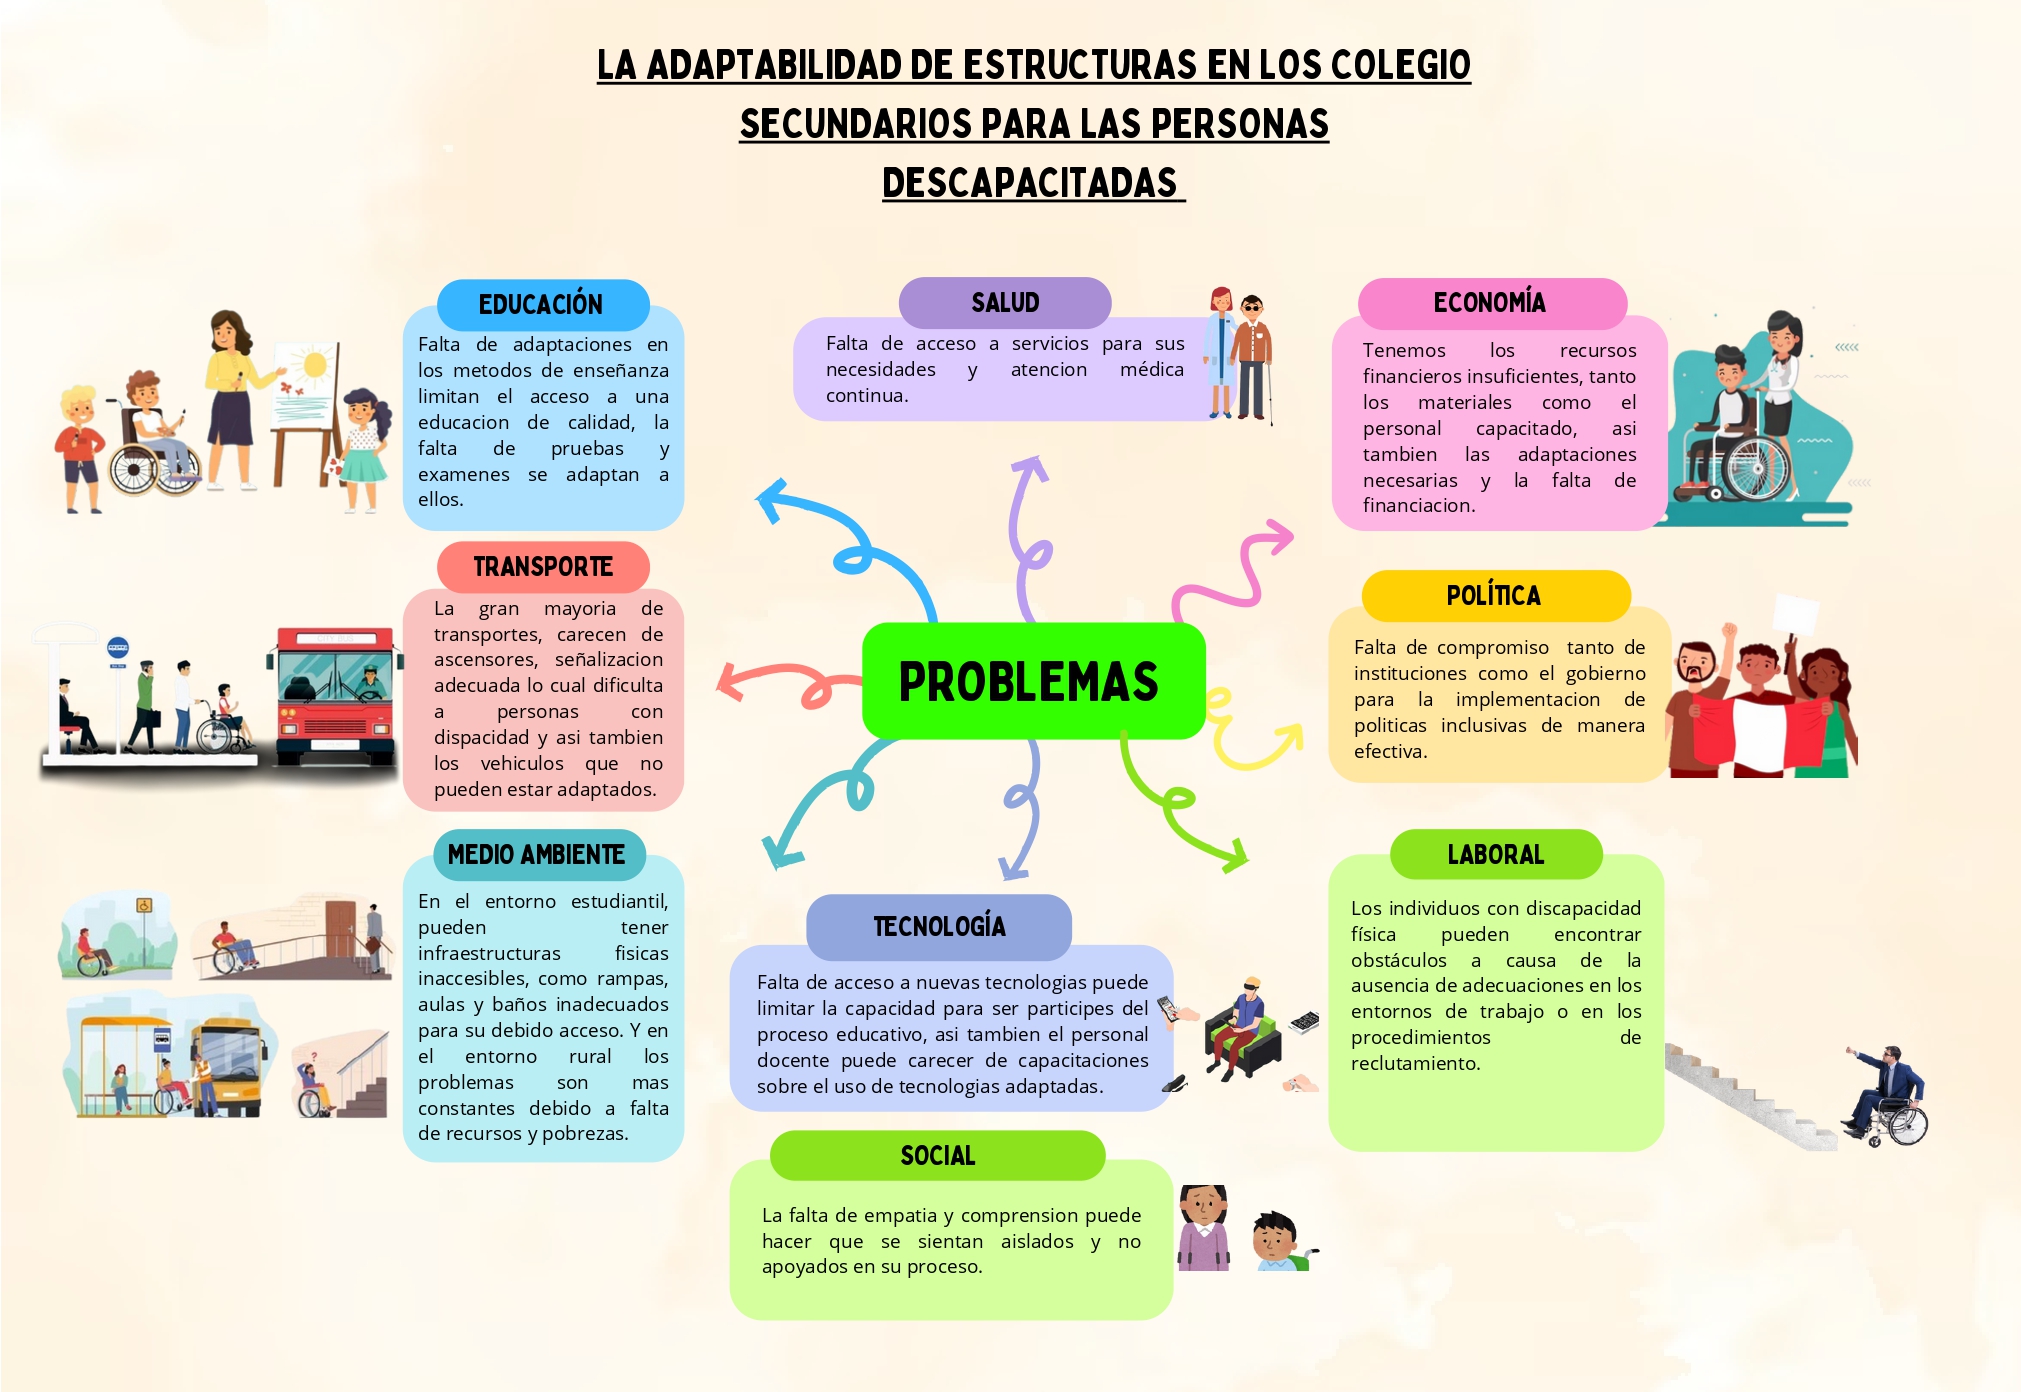 LA ADAPTABILIDAD DE ESTRUCTURAS EN LOS COLEGIO
SECUNDARIOS PARA LAS PERSONAS
DESCAPACITADAS
EDUCACIÓN
Falta de adaptaciones en
los metodos de enseñanza
limitan el acceso a una
educacion de calidad, la
falta de pruebas y
examenes se adaptan a
ellos.
SALUD
Falta de acceso a servicios para sus
necesidades y atencion médica
continua.
ECONOMÍA
Tenemos los recursos
financieros insuficientes, tanto
los materiales como el
personal capacitado, asi
tambien las adaptaciones
necesarias y la falta de
financiacion.
TRANSPORTE
La gran mayoria de
transportes, carecen de
ascensores, señalizacion
adecuada lo cual dificulta
a personas con
dispacidad y asi tambien
los vehiculos que no
pueden estar adaptados.
CITY BUS
PROBLEMAS
POLÍTICA
Falta de compromiso tanto de
instituciones como el gobierno
para la implementacion de
politicas inclusivas de manera
efectiva.
MEDIO AMBIENTE
En el entorno estudiantil,
pueden tener
infraestructuras fisicas
inaccesibles, como rampas,
aulas y baños inadecuados
para su debido acceso. Y en
el entorno rural los
problemas son mas
constantes debido a falta
de recursos y pobrezas.
?
TECNOLOGÍA
Falta de acceso a nuevas tecnologias puede
limitar la capacidad para ser participes del
proceso educativo, asi tambien el personal
docente puede carecer de capacitaciones
sobre el uso de tecnologias adaptadas.
LABORAL
Los individuos con discapacidad
física pueden encontrar
obstáculos a causa de la
ausencia de adecuaciones en los
entornos de trabajo o en los
procedimientos de
reclutamiento.
SOCIAL
La falta de empatia y comprension puede
hacer que se sientan aislados y no
apoyados en su proceso.